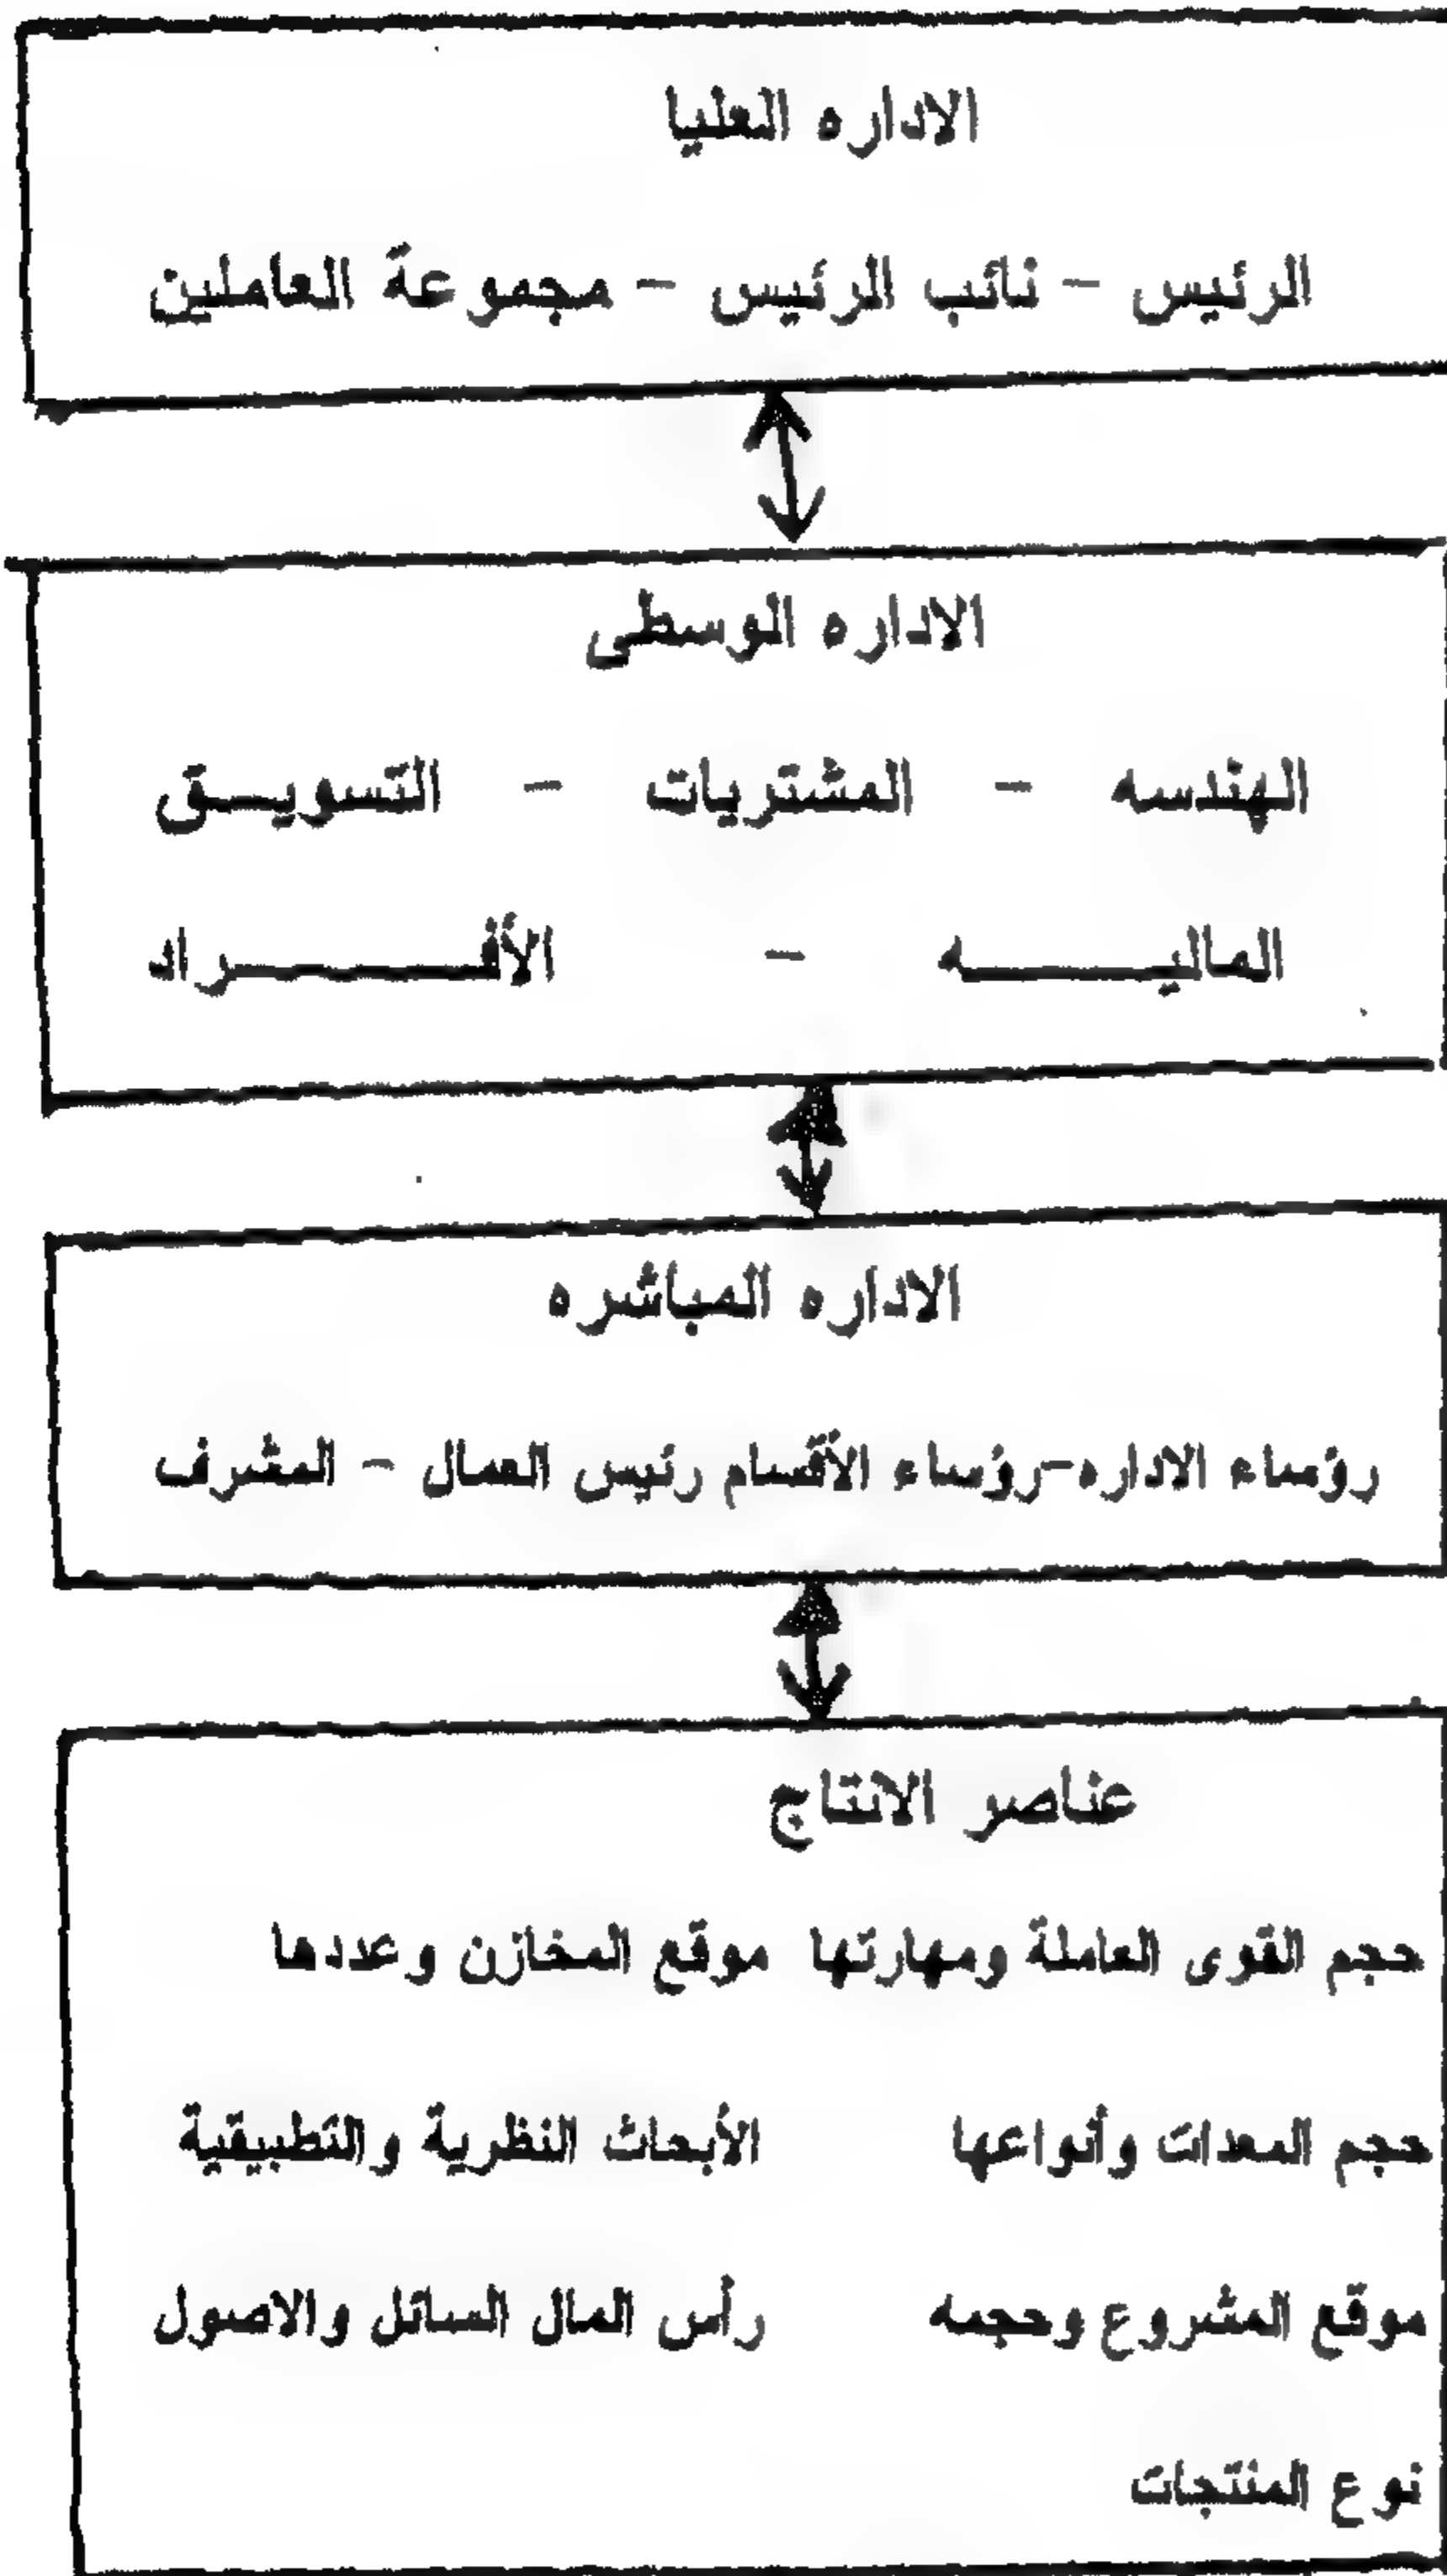 الاداره العليا
الرئيس - نائب الرئيس - مجموعة العاملين
الاداره الوسطى
الهندسه - المشتريات - التسويـق
الماليـــــــه - الأفــــــــراد
الاداره المباشره
رؤساء الاداره-رؤساء الأقسام رئيس العمال - المشرف
عناصر الانتاج
حجم القوى العاملة ومهارتها موقع المخازن وعددها
حجم المعدات وأنواعها الأبحاث النظرية والتطبيقية
موقع المشروع وحجمه رأس المال السائل والاصول
نوع المنتجات